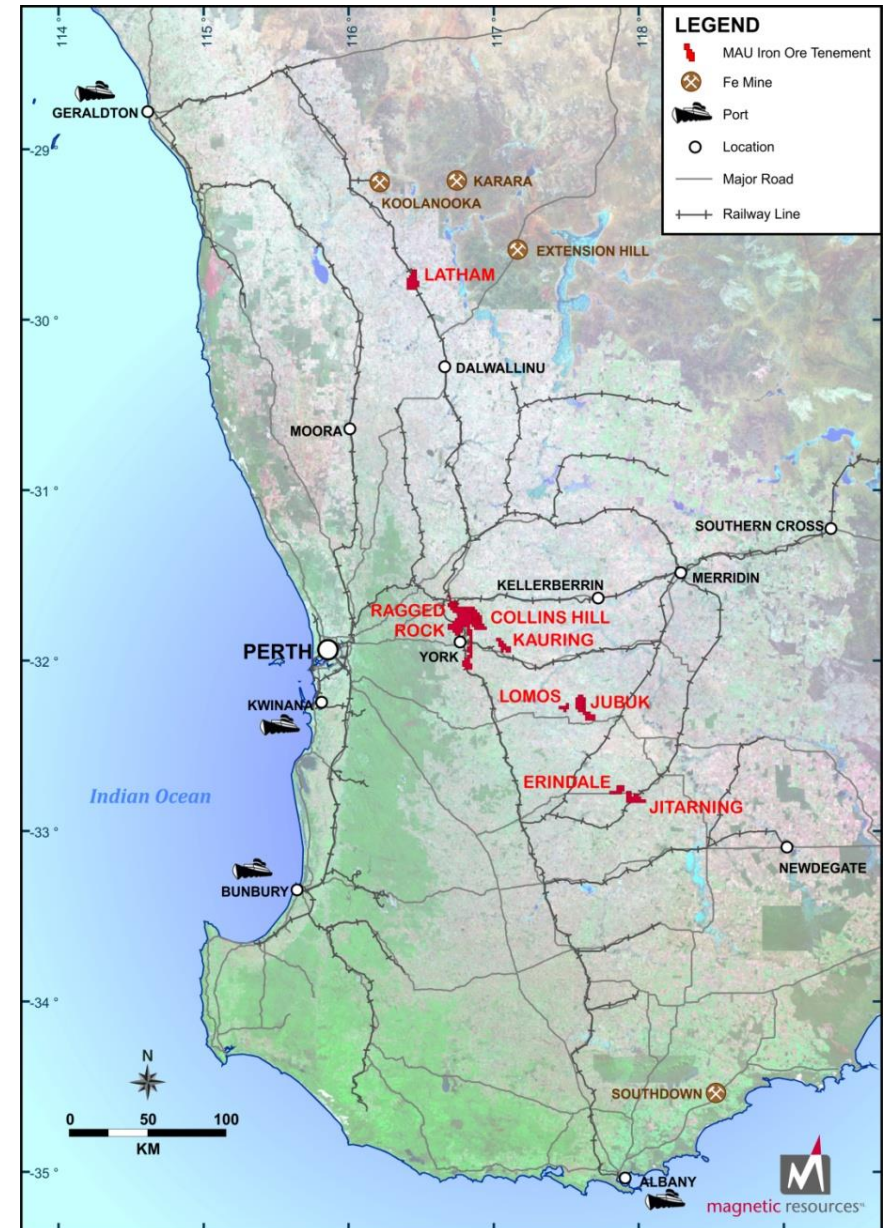 114 °
115 °
116 °
117 °
118 °
LEGEND
MAU Iron Ore Tenement
Fe Mine
Port
Location
Major Road
Railway Line
GERALDTON
-29 °
KARARA
KOOLANOOKA
EXTENSION HILL
LATHAM
-30 °
DALWALLINU
MOORA
-31 °
SOUTHERN CROSS
MERRIDIN
KELLERBERRIN
RAGGED
ROCK
COLLINS HILL
KAURING
PERTH
YORK
-32 °
LOMOS
JUBUK
KWINANA
ERINDALE
JITARNING
Indian Ocean
-33 °
NEWDEGATE
BUNBURY
-34 °
N
0 50 100
KM
SOUTHDOWN
-35 °
ALBANY
magnetic resources